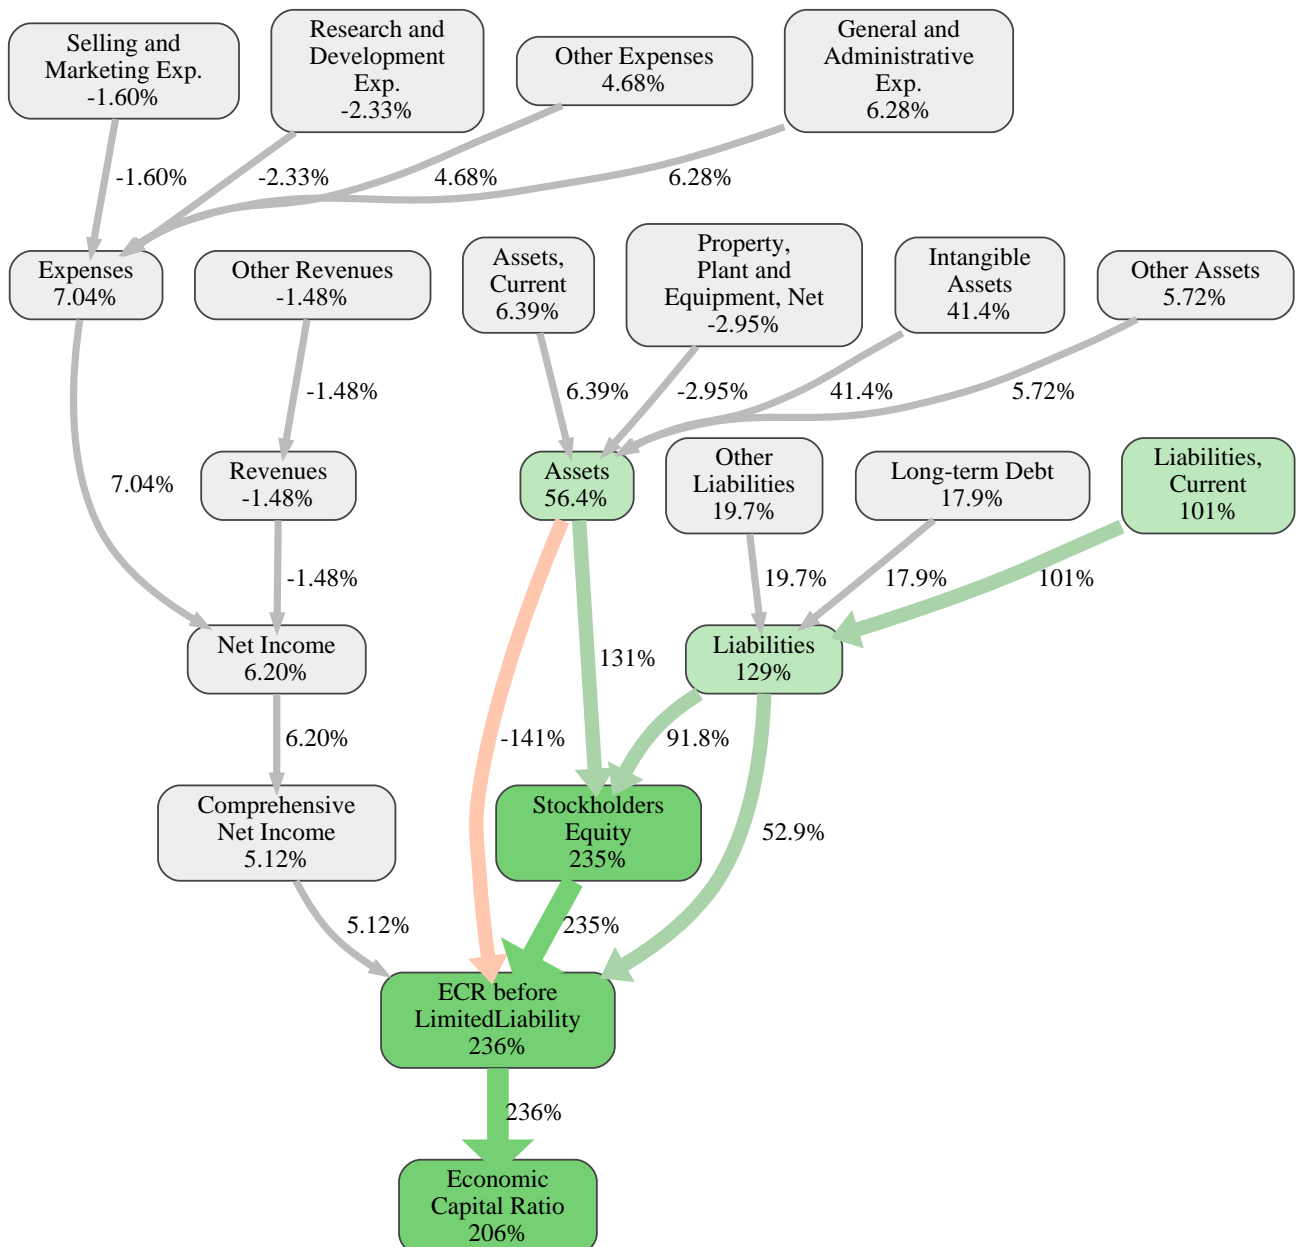 Selling and
Marketing Exp.
-1.60%
Research and
Development
Exp.
-2.33%
Other Expenses
4.68%
General and
Administrative
Exp.
6.28%
-1.60%
-2.33%
4.68%
6.28%
Expenses
7.04%
Other Revenues
-1.48%
Assets,
Current
6.39%
Property,
Plant and
Equipment, Net
-2.95%
Intangible
Assets
41.4%
Other Assets
5.72%
-1.48%
6.39%
-2.95%
41.4%
5.72%
7.04%
Revenues
-1.48%
Assets
56.4%
Other
Liabilities
19.7%
Long-term Debt
17.9%
Liabilities,
Current
101%
-1.48%
19.7%
17.9%
101%
Net Income
6.20%
131%
Liabilities
129%
6.20%
-141%
91.8%
Comprehensive
Net Income
5.12%
Stockholders
Equity
235%
52.9%
5.12%
235%
ECR before
LimitedLiability
236%
236%
Economic
Capital Ratio
206%